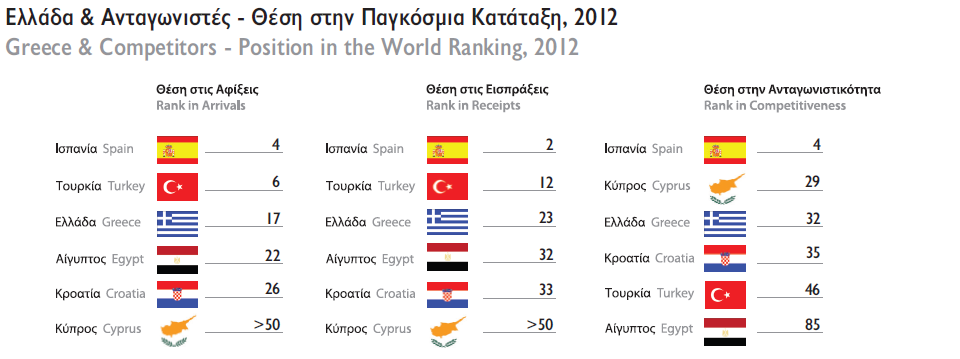 Ελλάδα & Ανταγωνιστές - Θέση στην Παγκόσμια Κατάταξη, 2012
Greece & Competitors - Position in the World Ranking, 2012
Θέση στις Αφίξεις
Rank in Arrivals
Ισπανία Spain 4
Τουρκία Turkey 6
Ελλάδα Greece 17
Αίγυπτος Egypt 22
Κροατία Croatia 26
Κύπρος Cyprus >50
Θέση στις Εισπράξεις
Rank in Receipts
Ισπανία Spain 2
Τουρκία Turkey 12
Ελλάδα Greece 23
Αίγυπτος Egypt 32
Κροατία Croatia 33
Κύπρος Cyprus >50
Θέση στην Ανταγωνιστικότητα
Rank in Competitiveness
Ισπανία Spain 4
Κύπρος Cyprus 29
Ελλάδα Greece 32
Κροατία Croatia 35
Τουρκία Turkey 46
Αίγυπτος Egypt 85